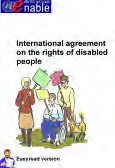 enable
International agreement
on the rights of disabled
people
Easyread version